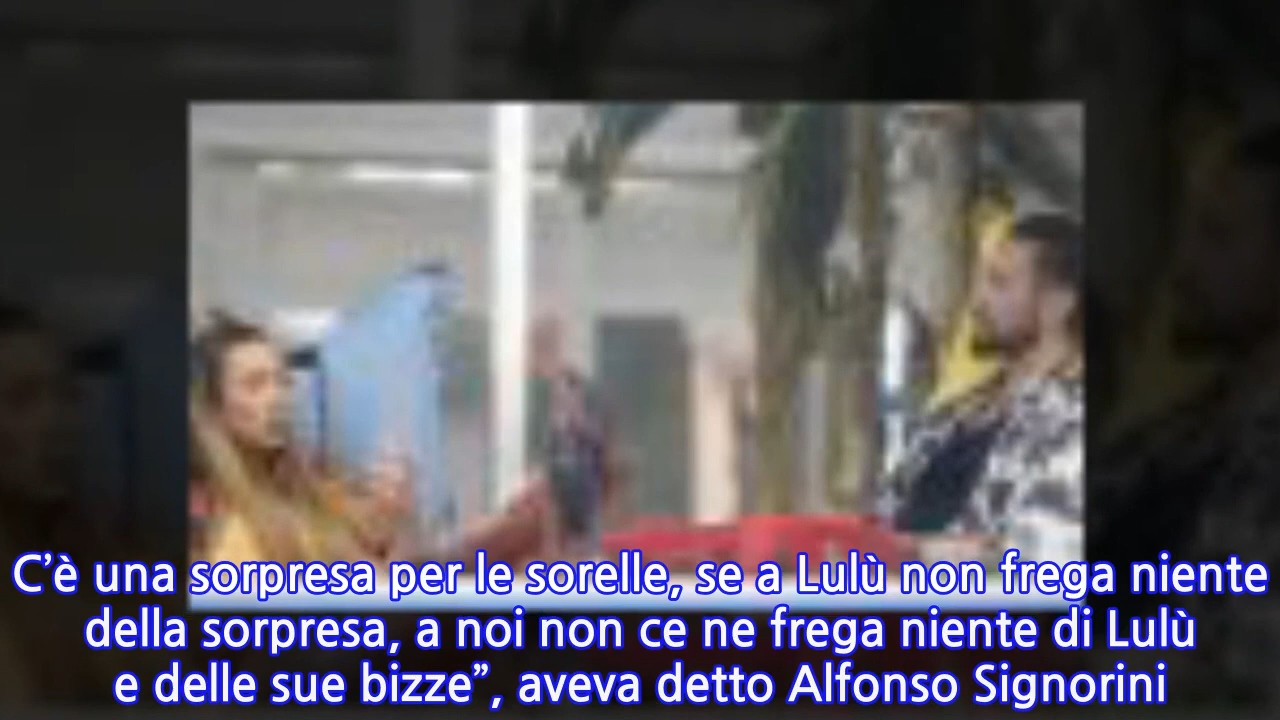 C’è una sorpresa per le sorelle, se a Lulù non frega niente
della sorpresa, a noi non ce ne frega niente di Lulù
e delle sue bizze”, aveva detto Alfonso Signorini